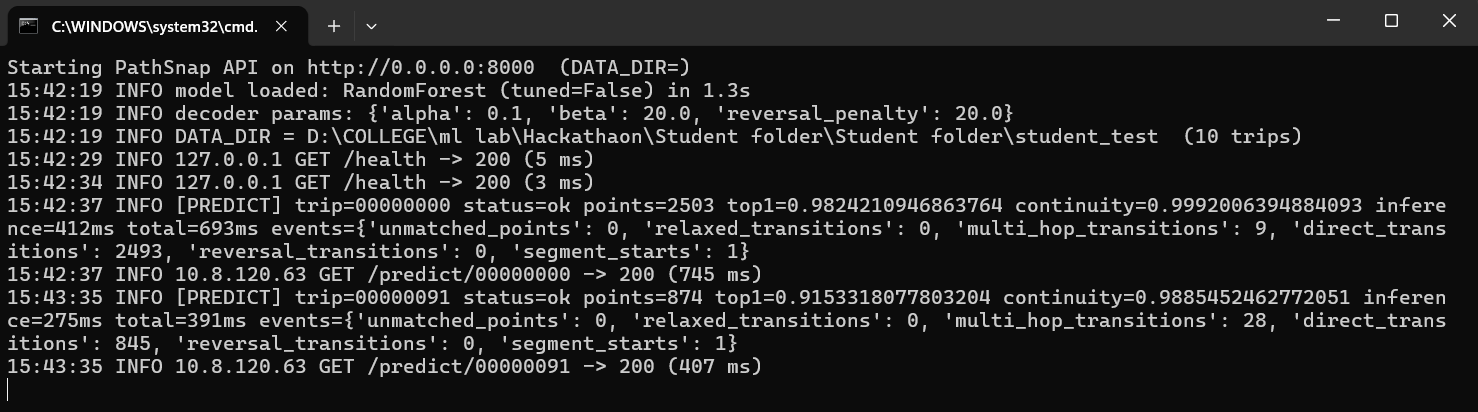 C:\WINDOWS\system32\cmd.
Starting PathSnap API on http://0.0.0.0:8000  (DATA_DIR=)
15:42:19 INFO model loaded: RandomForest (tuned=False) in 1.3s
15:42:19 INFO decoder params: {'alpha': 0.1, 'beta': 20.0, 'reversal_penalty': 20.0}
15:42:19 INFO DATA_DIR = D:\COLLEGE\ml lab\Hackathaon\Student folder\Student folder\student_test  (10 trips)
15:42:29 INFO 127.0.0.1 GET /health -> 200 (5 ms)
15:42:34 INFO 127.0.0.1 GET /health -> 200 (3 ms)
15:42:37 INFO [PREDICT] trip=00000000 status=ok points=2503 top1=0.9824210946863764 continuity=0.9992006394884093 infere
nce=412ms total=693ms events={'unmatched_points': 0, 'relaxed_transitions': 0, 'multi_hop_transitions': 9, 'direct_trans
itions': 2493, 'reversal_transitions': 0, 'segment_starts': 1}
15:42:37 INFO 10.8.120.63 GET /predict/00000000 -> 200 (745 ms)
15:43:35 INFO [PREDICT] trip=00000091 status=ok points=874 top1=0.9153318077803204 continuity=0.9885452462772051 inferen
ce=275ms total=391ms events={'unmatched_points': 0, 'relaxed_transitions': 0, 'multi_hop_transitions': 28, 'direct_trans
itions': 845, 'reversal_transitions': 0, 'segment_starts': 1}
15:43:35 INFO 10.8.120.63 GET /predict/00000091 -> 200 (407 ms)